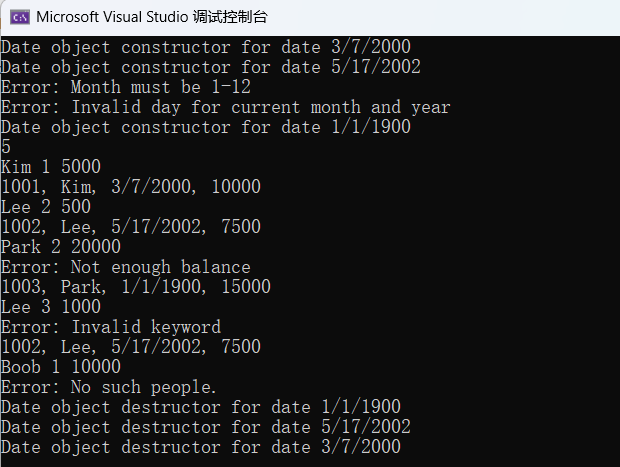 Microsoft Visual Studio 调试控制台
Date object constructor for date 3/7/2000
Date object constructor for date 5/17/2002
Error: Month must be 1-12
Error: Invalid day for current month and year
Date object constructor for date 1/1/1900
5
Kim 1 5000
1001, Kim, 3/7/2000, 10000
Lee 2 500
1002, Lee, 5/17/2002, 7500
Park 2 20000
Error: Not enough balance
1003, Park, 1/1/1900, 15000
Lee 3 1000
Error: Invalid keyword
1002, Lee, 5/17/2002, 7500
Boob 1 10000
Error: No such people.
Date object destructor for date 1/1/1900
Date object destructor for date 5/17/2002
Date object destructor for date 3/7/2000